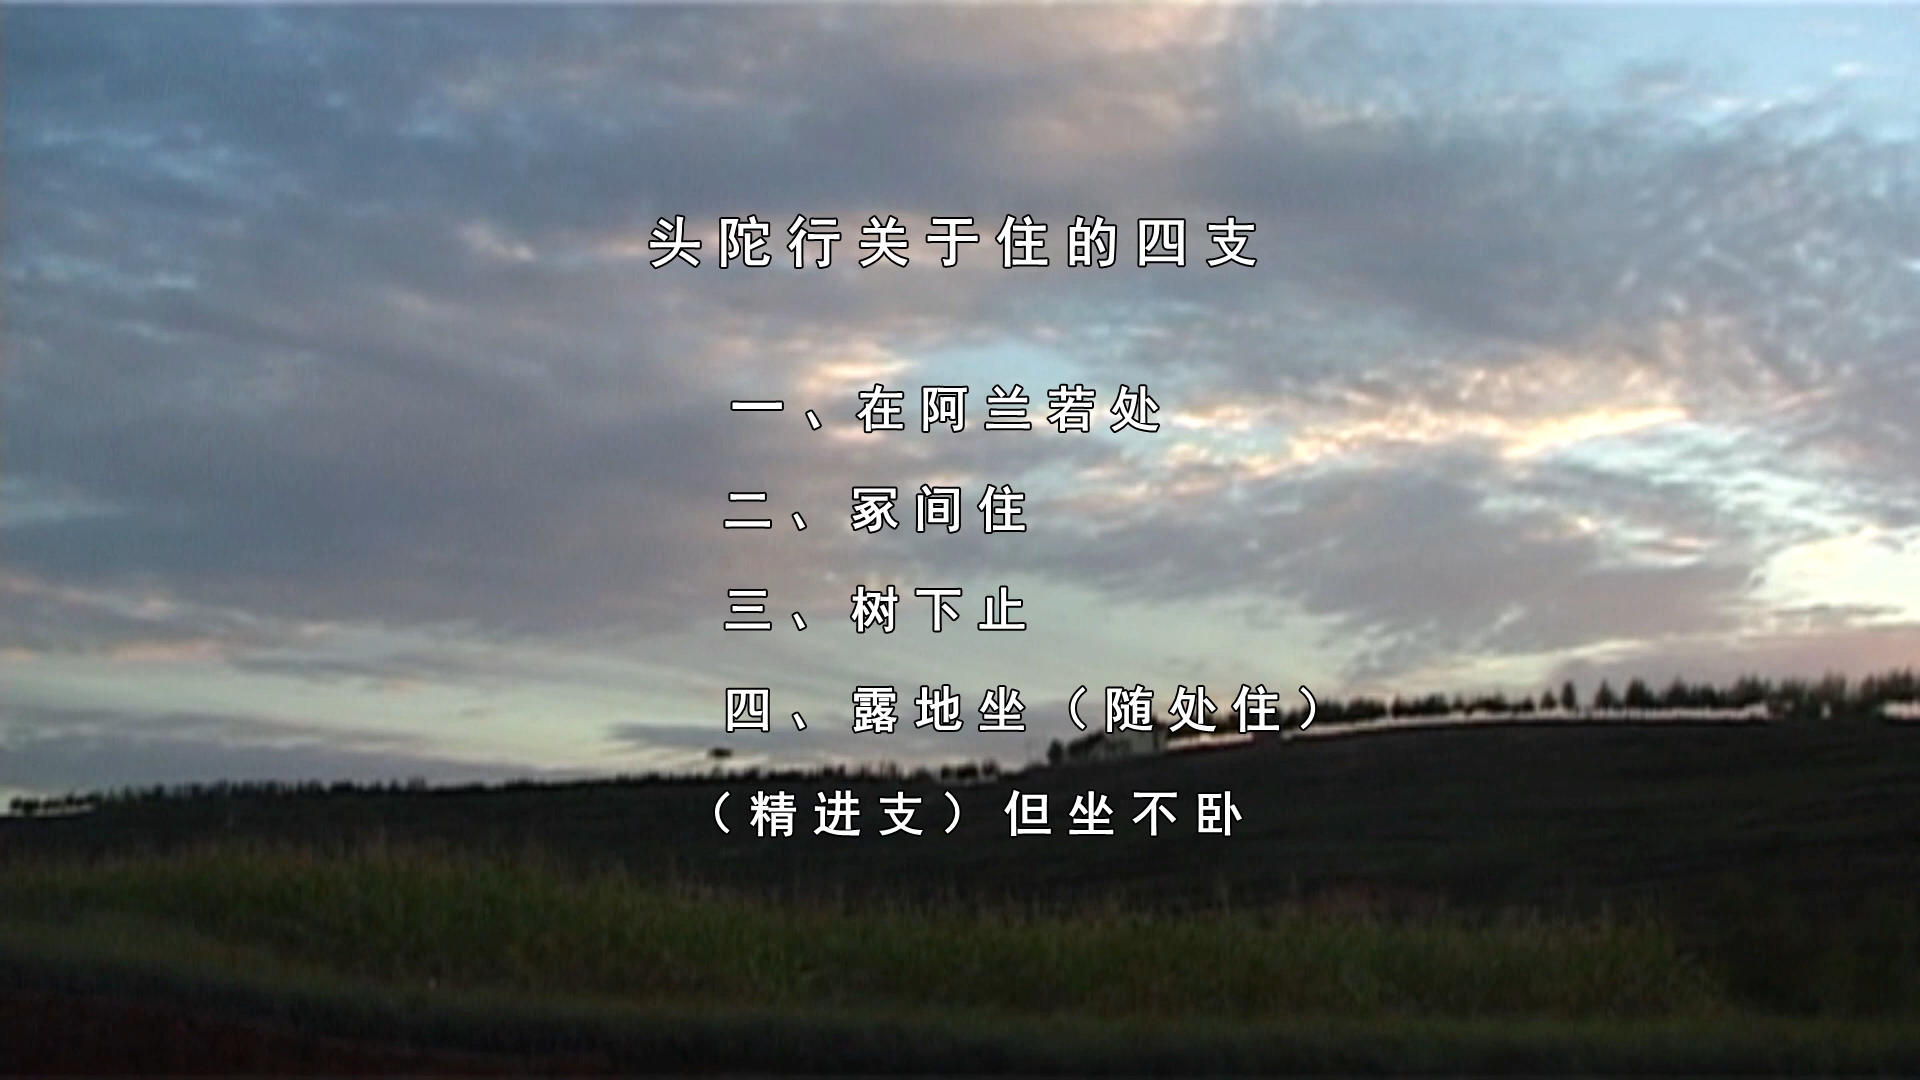 头陀行关于住的四支
一、在阿兰若处
二、冢间住
三、树下止
四、露地坐（随处住）
（精进支）但坐不卧